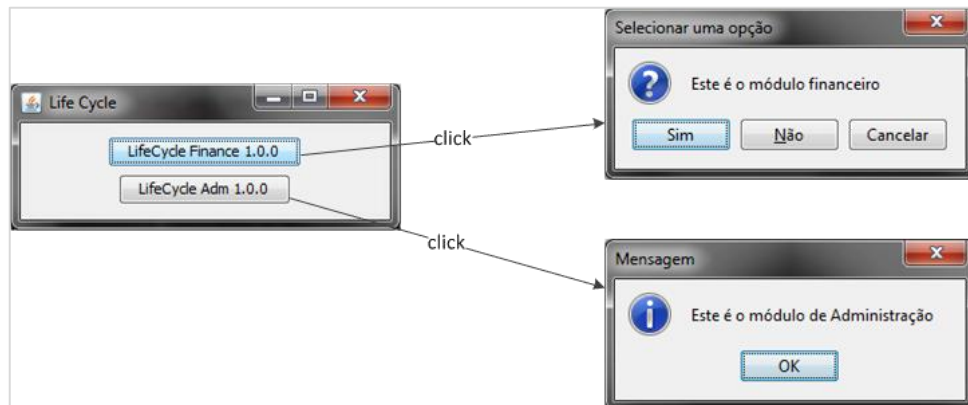 Life Cycle
LifeCycle Finance 1.0.0
LifeCycle Adm 1.0.0
click
click
Selecionar uma opção
Este é o módulo financeiro
Sim Não Cancelar
Mensagem
Este é o módulo de Administração
OK